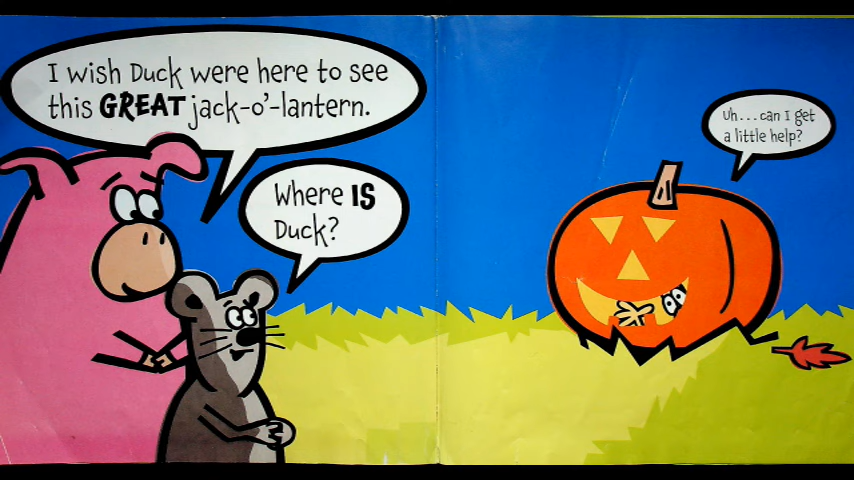 I wish Duck were here to see
this GREAT jack-o'-lantern.
Where IS
Duck?
Uh...can I get
a little help?